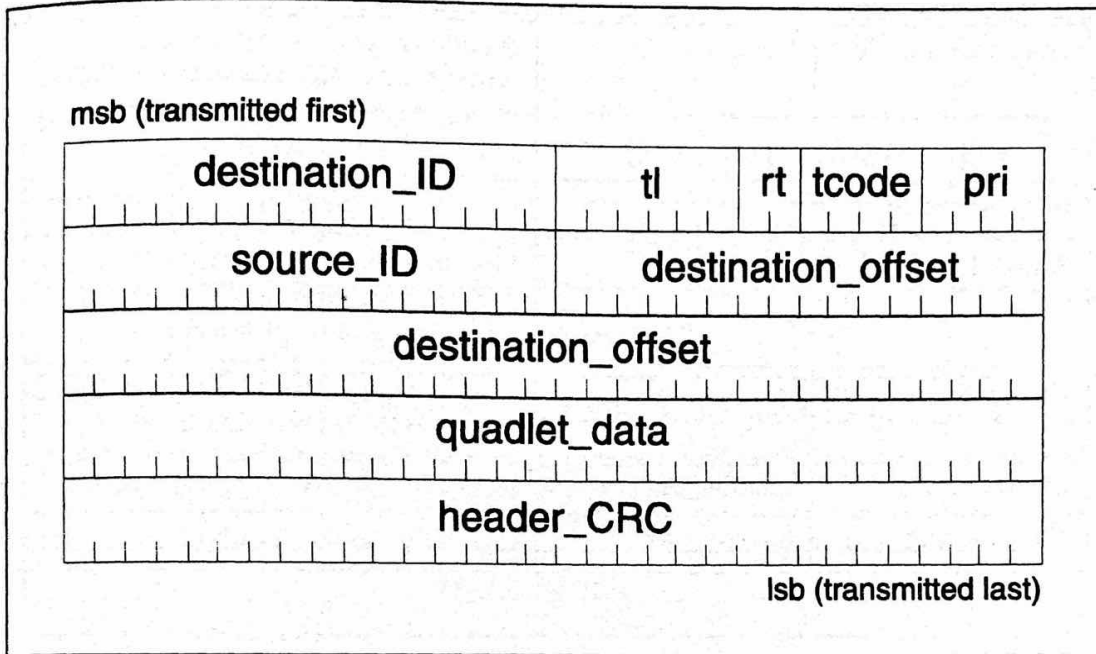 msb (transmitted first)
destination_ID tl rt tcode pri
source_ID destination_offset
destination_offset
quadlet_data
header_CRC
lsb (transmitted last)